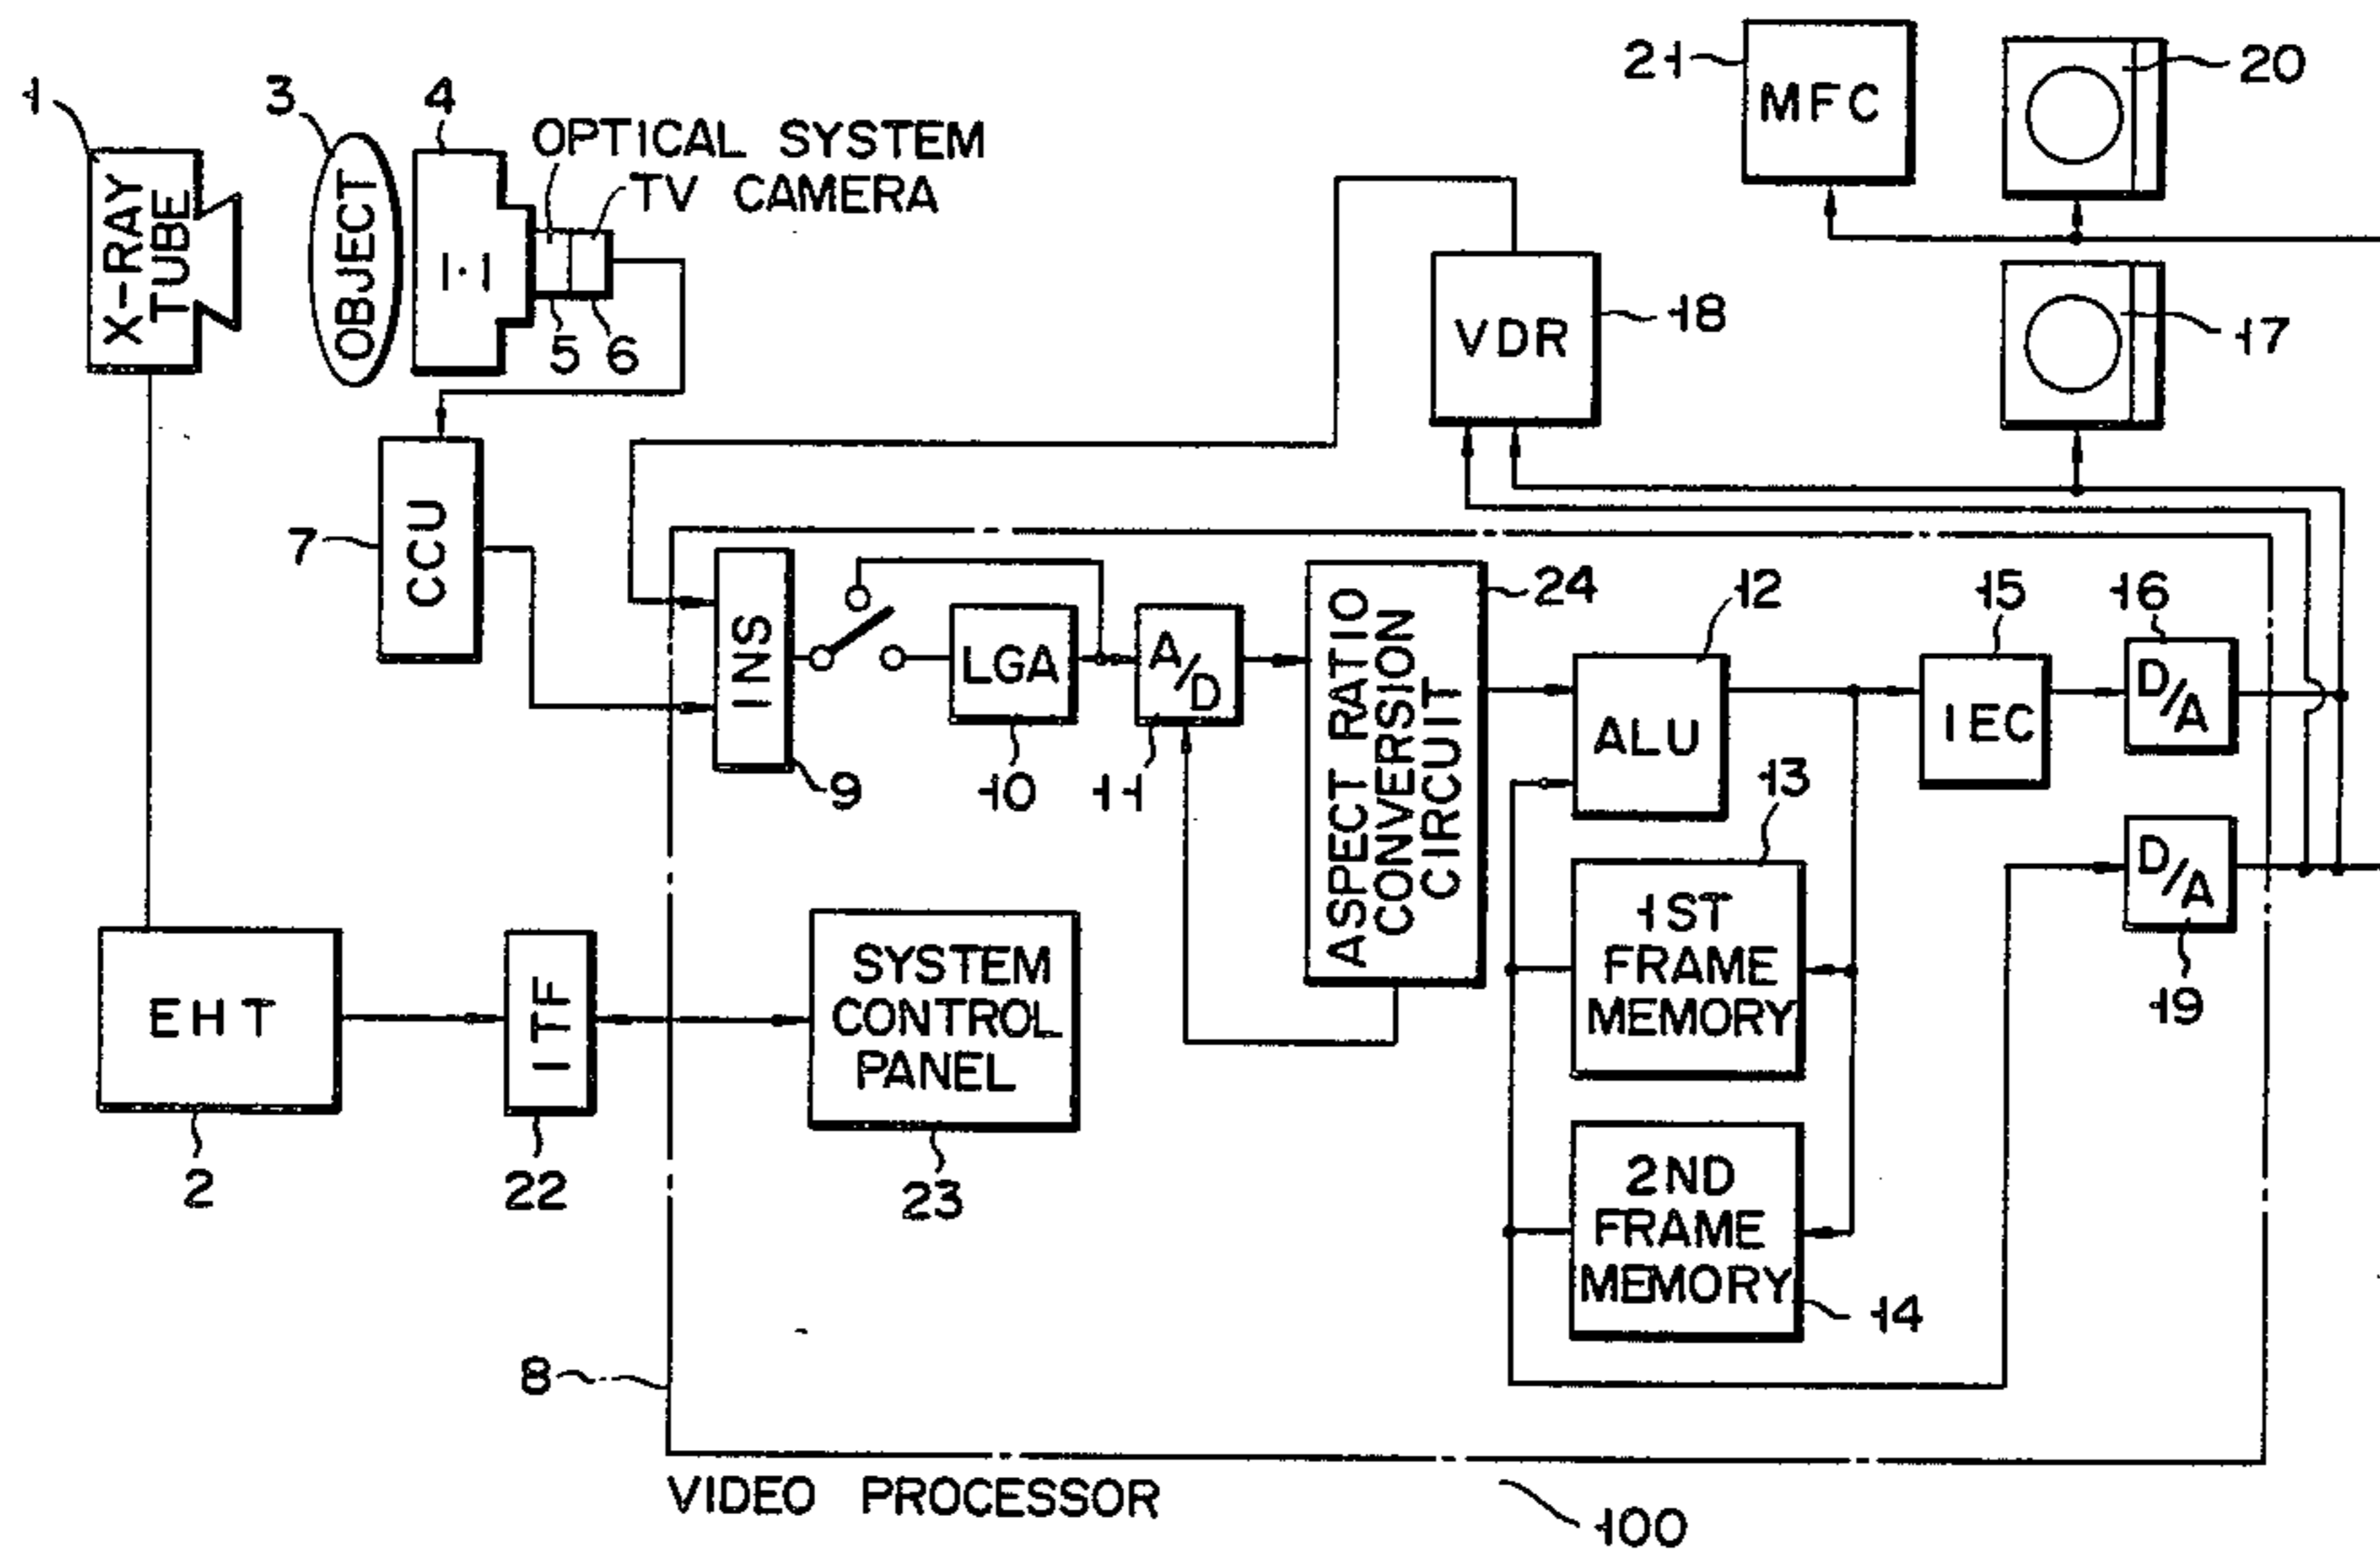 1
X-RAY
TUBE
3
OBJECT
4
I·I
OPTICAL SYSTEM
TV CAMERA
5
6
21
MFC
20
17
VDR
18
7
CCU
INS
9
LGA
10
A/D
11
ASPECT RATIO
CONVERSION
CIRCUIT
24
ALU
12
IEC
15
D/A
16
1ST
FRAME
MEMORY
13
D/A
19
2ND
FRAME
MEMORY
14
EHT
2
ITF
22
SYSTEM
CONTROL
PANEL
23
8
VIDEO PROCESSOR
100